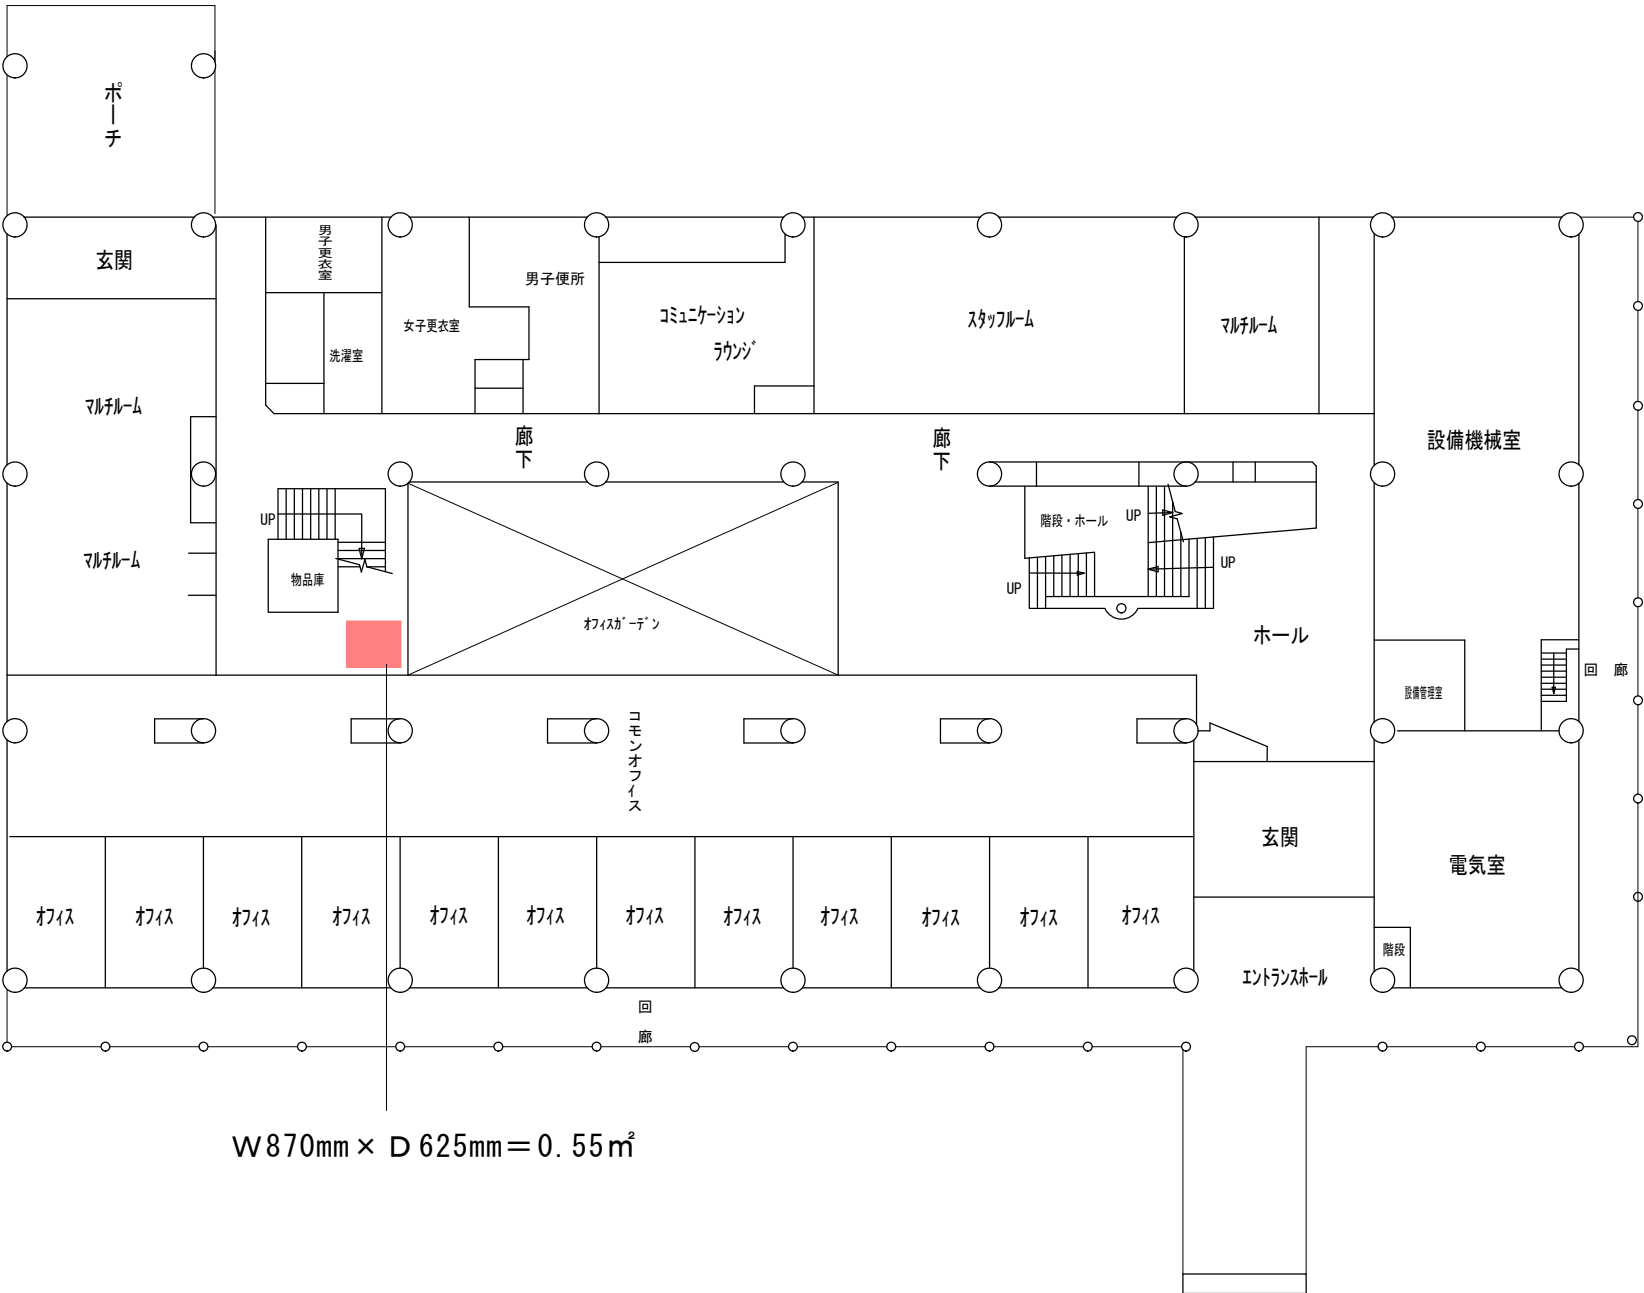 ポーチ
玄関
男子更衣室
男子便所
女子更衣室
洗濯室
コミュニケーション
ラウンジ
スタッフルーム
マルチルーム
マルチルーム
設備機械室
廊下
廊下
UP
階段・ホール
UP
UP
UP
マルチルーム
物品庫
オフィスガーデン
ホール
回廊
設備管理室
コモンオフィス
玄関
電気室
オフィス
オフィス
オフィス
オフィス
オフィス
オフィス
オフィス
オフィス
オフィス
オフィス
オフィス
オフィス
階段
エントランスホール
回廊
W870mm×D625mm=0.55㎡